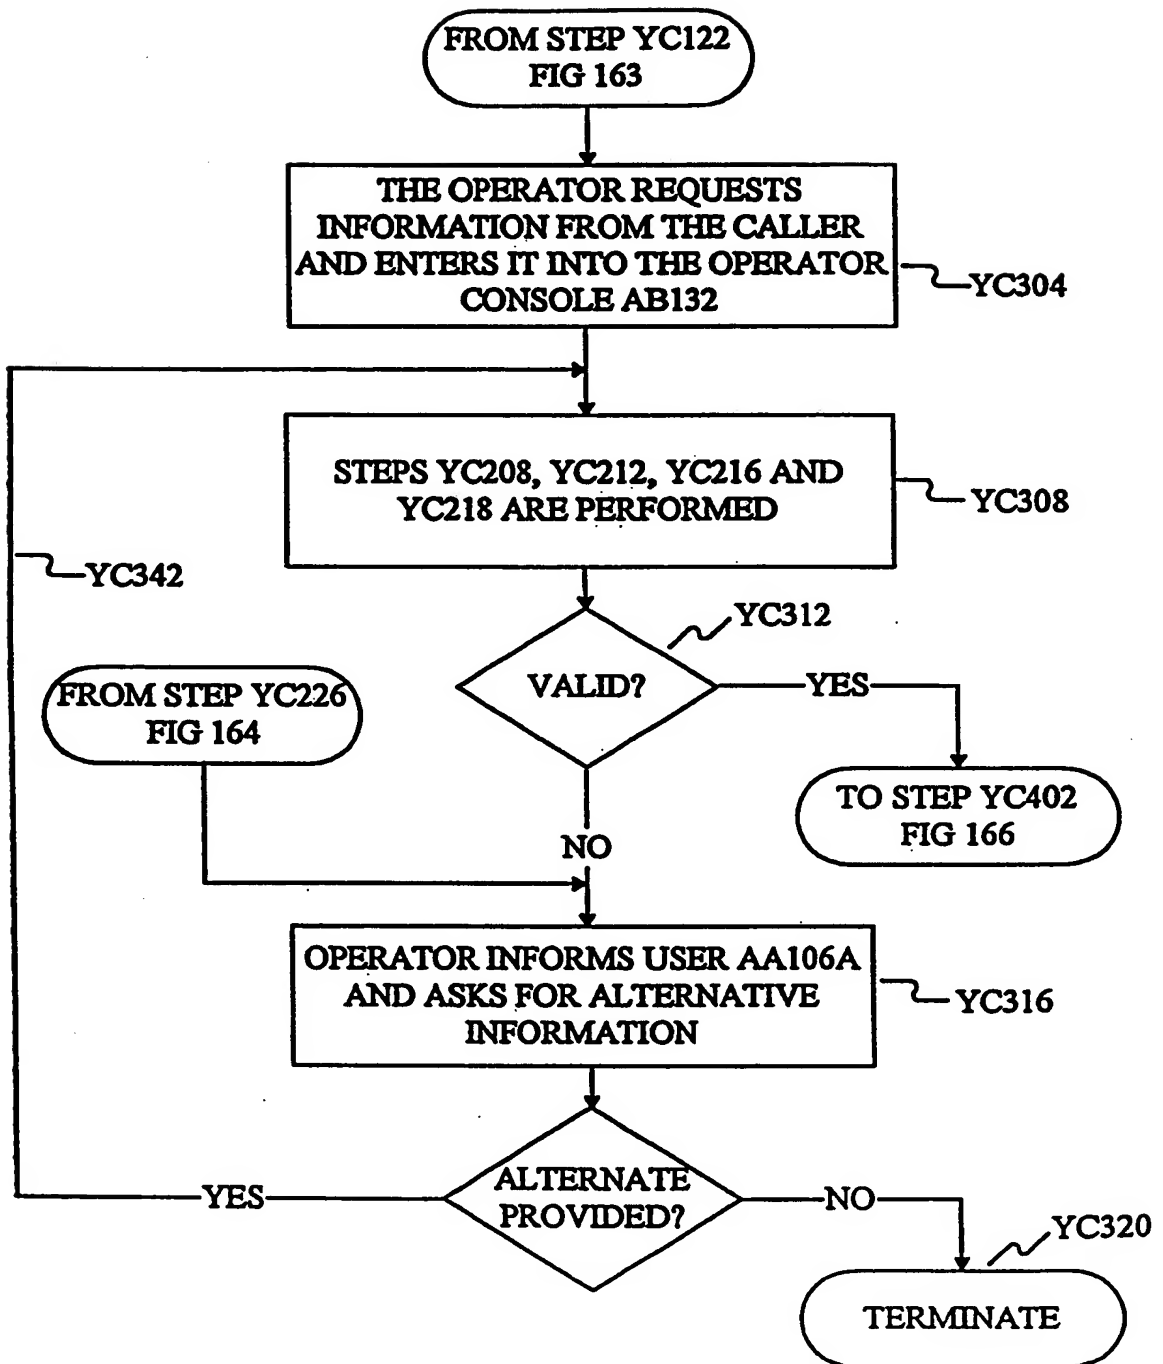 FROM STEP YC122
FIG 163
THE OPERATOR REQUESTS
INFORMATION FROM THE CALLER
AND ENTERS IT INTO THE OPERATOR
CONSOLE AB132
YC304
STEPS YC208, YC212, YC216 AND
YC218 ARE PERFORMED
YC308
YC342
YC312
VALID?
YES
FROM STEP YC226
FIG 164
TO STEP YC402
FIG 166
NO
OPERATOR INFORMS USER AA106A
AND ASKS FOR ALTERNATIVE
INFORMATION
YC316
ALTERNATE
PROVIDED?
YES
NO
YC320
TERMINATE